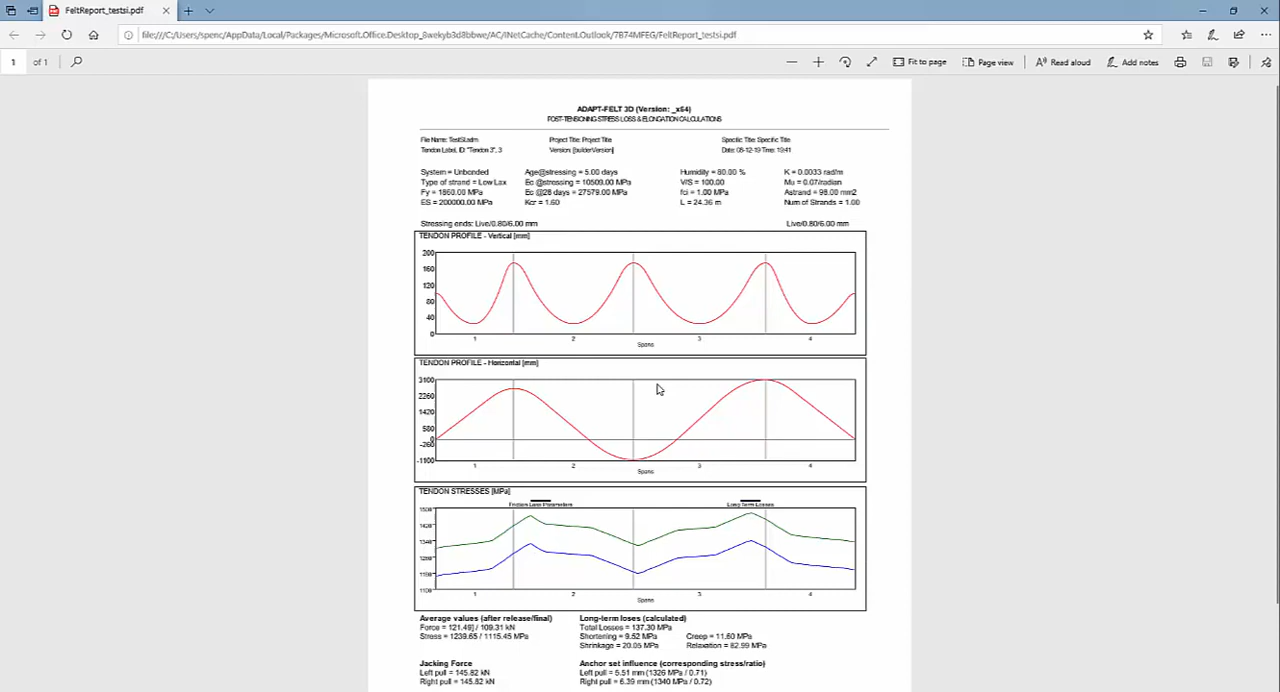 FeltReport_testsi.pdf
file:///C:/Users/spenc/AppData/Local/Packages/Microsoft.Office.Desktop_8wekyb3d8bbwe/AC/INetCache/Content.Outlook/7B74MFEG/FeltReport_testsi.pdf
1 of 1 Fit to page Page view Read aloud Add notes
ADAPT-FELT 3D (Version: _x64)
POST-TENSIONING STRESS LOSS & ELONGATION CALCULATIONS
File Name: TestSI.adm Project Title: Project Title Specific Title: Specific Title
Tendon Label, ID: "Tendon 3", 3 Version: [builderVersion] Date: 05-12-19 Time: 19:41
System = Unbonded Age@stressing = 5.00 days Humidity = 80.00 % K = 0.0033 rad/m
Type of strand = Low Lax Ec @stressing = 10509.00 MPa V/S = 100.00 Mu = 0.07/radian
Fy = 1860.00 MPa Ec @28 days = 27579.00 MPa fci = 1.00 MPa Astrand = 98.00 mm2
ES = 200000.00 MPa Kcr = 1.60 L = 24.36 m Num of Strands = 1.00
Stressing ends: Live/0.80/6.00 mm Live/0.80/6.00 mm
TENDON PROFILE - Vertical [mm]
200
160
120
80
40
0
1 2 3 4
Spans
TENDON PROFILE - Horizontal [mm]
3100
2260
1420
580
0
-260
-1100
1 2 3 4
Spans
TENDON STRESSES [MPa]
Friction Loss Parameters Long Term Losses
1 2 3 4
Spans
Average values (after release/final) Long-term loses (calculated)
Force = 121.49] / 109.31 kN Total Losses = 137.30 MPa
Stress = 1239.65 / 1115.45 MPa Shortening = 9.52 MPa Creep = 11.60 MPa
Shrinkage = 20.05 MPa Relaxation = 82.99 MPa
Jacking Force Anchor set influence (corresponding stress/ratio)
Left pull = 145.82 kN Left pull = 5.51 mm (1326 MPa / 0.71)
Right pull = 145.82 kN Right pull = 6.39 mm (1340 MPa / 0.72)